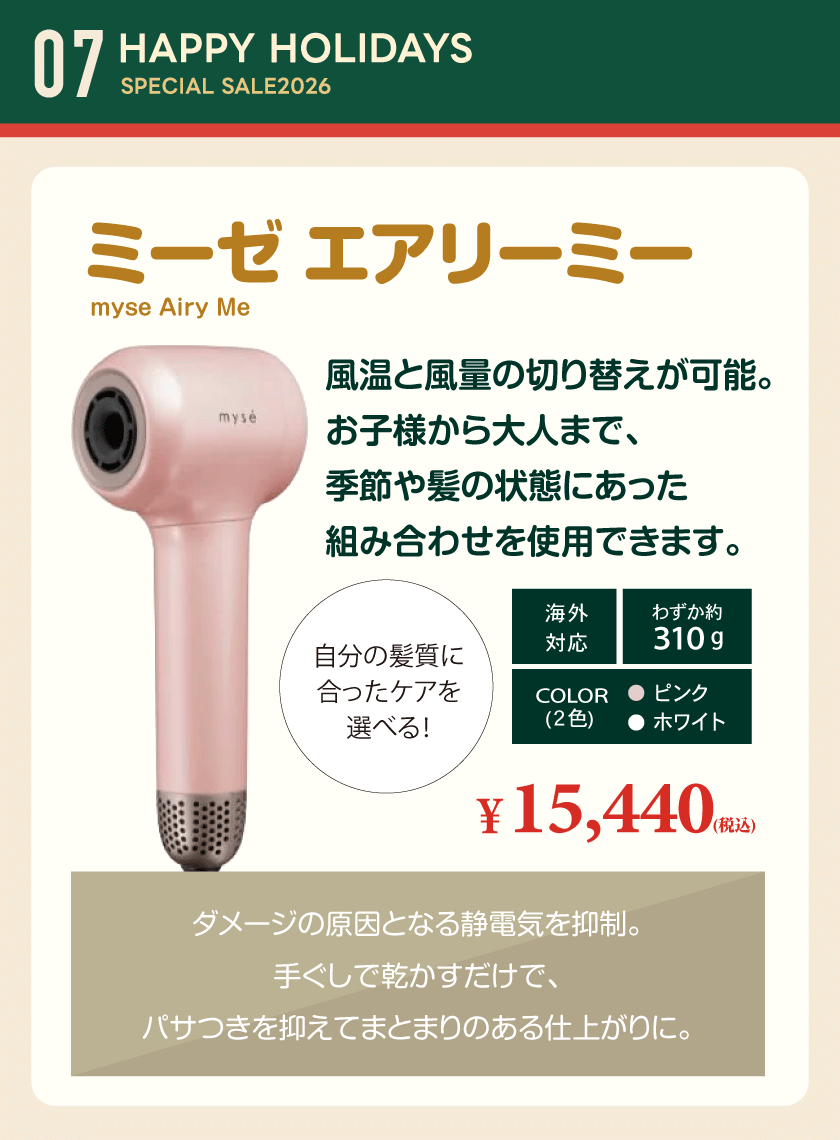 07 HAPPY HOLIDAYS
SPECIAL SALE2026
ミーゼ エアリーミー
myse Airy Me
mysé
風温と風量の切り替えが可能。
お子様から大人まで、
季節や髪の状態にあった
組み合わせを使用できます。
自分の髪質に
合ったケアを
選べる!
海外
対応
わずか約
310g
COLOR
(2色)
ピンク
ホワイト
¥15,440(税込)
ダメージの原因となる静電気を抑制。
手ぐしで乾かすだけで、
パサつきを抑えてまとまりのある仕上がりに。